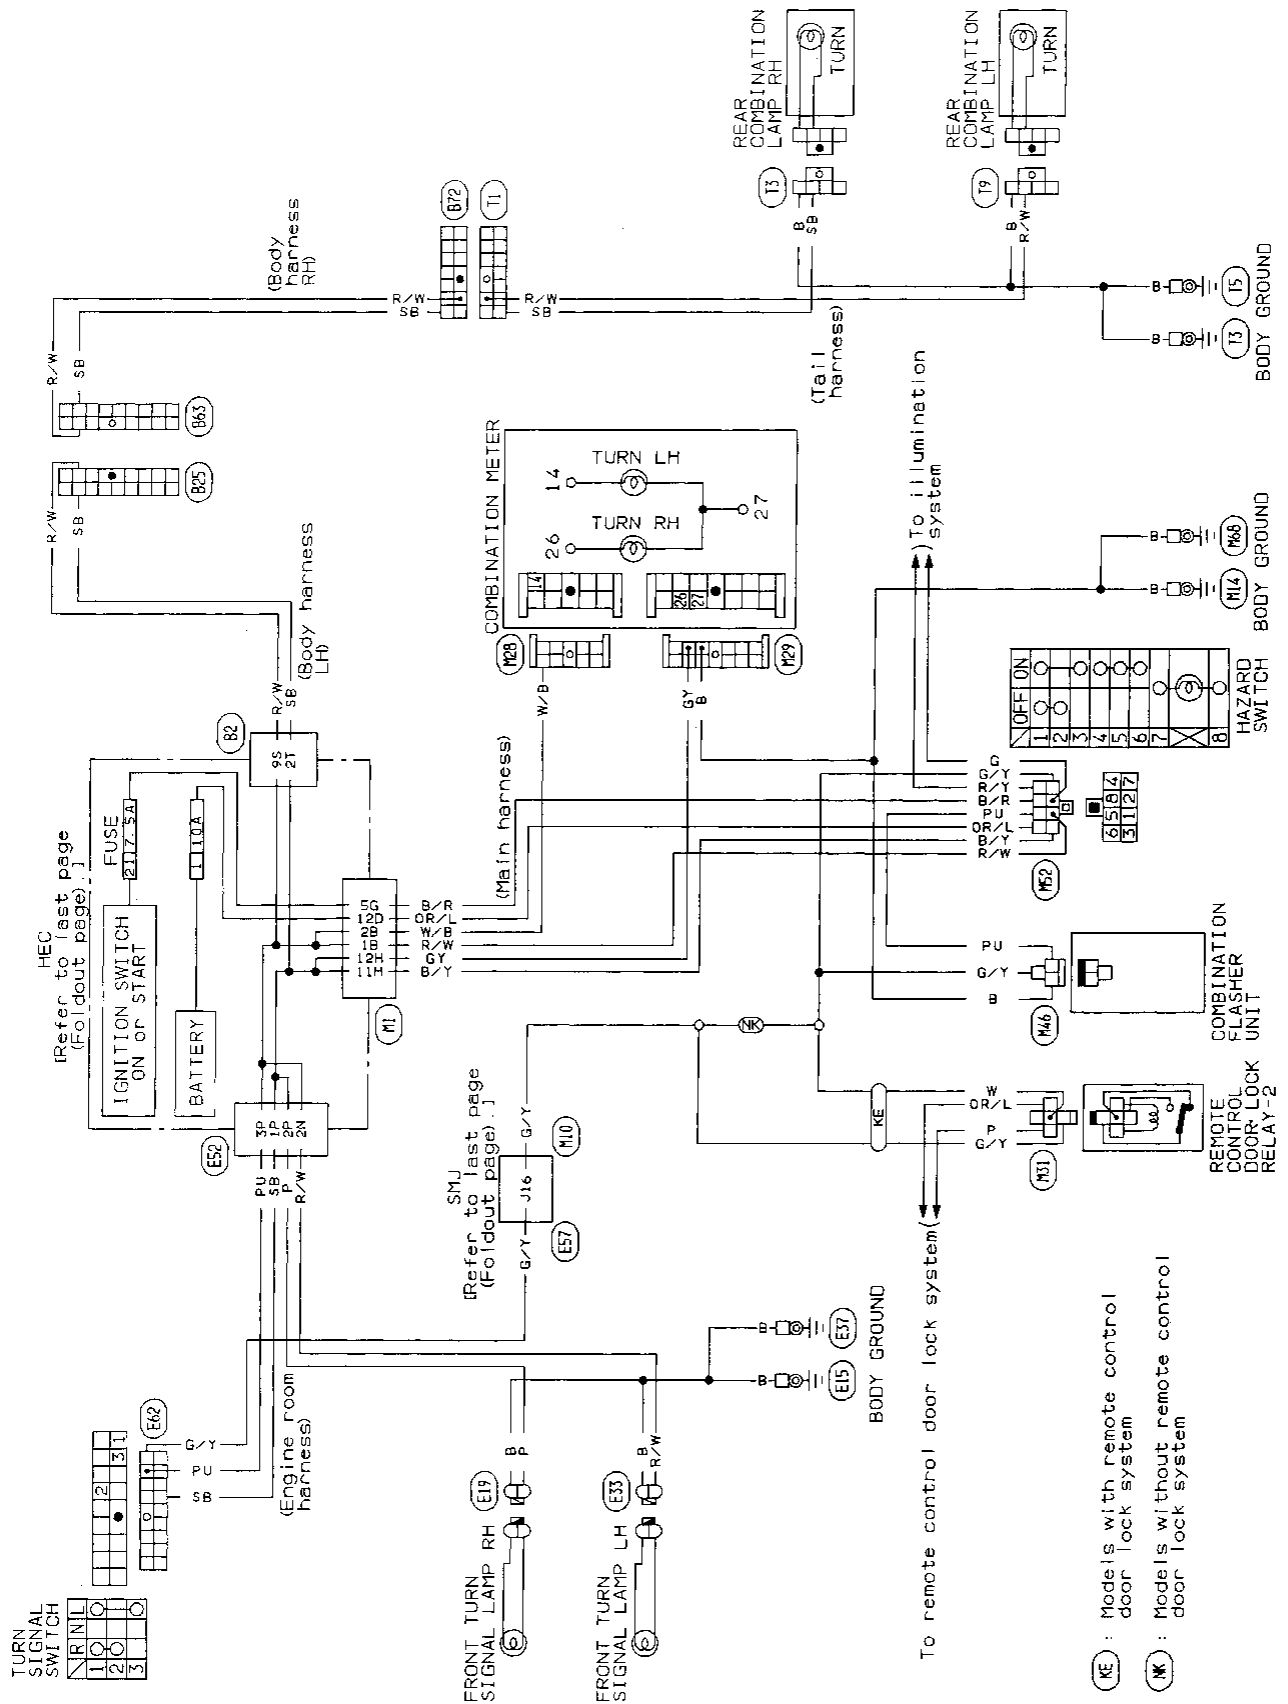 TURN
SIGNAL
SWITCH
R N L
1
2
3
2
3 1
E62
G/Y
PU
SB
(Engine room
harness)
FRONT TURN
SIGNAL LAMP RH
E19
B
P
FRONT TURN
SIGNAL LAMP LH
E33
B
R/W
B
E15
B
E37
BODY GROUND
HEC
[Refer to last page
(Foldout page).]
IGNITION SWITCH
ON or START
BATTERY
FUSE
21 7.5A
1 10A
E52
3P
1P
2P
2N
PU
SB
P
R/W
M1
5G B/R
12D OR/L
2B W/B
1B R/W
12H GY
11H B/Y
B2
9S R/W
2T SB
(Body harness
LH)
R/W
SB
B25
B63
R/W
SB
(Body
harness
RH)
R/W
SB
B72
T1
R/W
SB
(Tail
harness)
REAR
COMBINATION
LAMP RH
TURN
T3
B
SB
REAR
COMBINATION
LAMP LH
TURN
T9
B
R/W
B
T5
B
T3
BODY GROUND
SMJ
[Refer to last page
(Foldout page).]
G/Y
J16
G/Y
E57
M10
(Main harness)
COMBINATION METER
TURN LH
14
TURN RH
26
27
14
26
27
M28
M29
W/B
GY
B
To illumination
system
B
M68
B
M14
BODY GROUND
NK
KE
G
G/Y
R/Y
B/R
PU
OR/L
B/Y
R/W
M52
6 5 8 4
3 1 2 7
OFF ON
1
2
3
4
5
6
7
8
HAZARD
SWITCH
PU
G/Y
B
M46
COMBINATION
FLASHER
UNIT
W
OR/L
P
G/Y
M31
REMOTE
CONTROL
DOOR LOCK
RELAY-2
To remote control door lock system
KE : Models with remote control
door lock system
NK : Models without remote control
door lock system